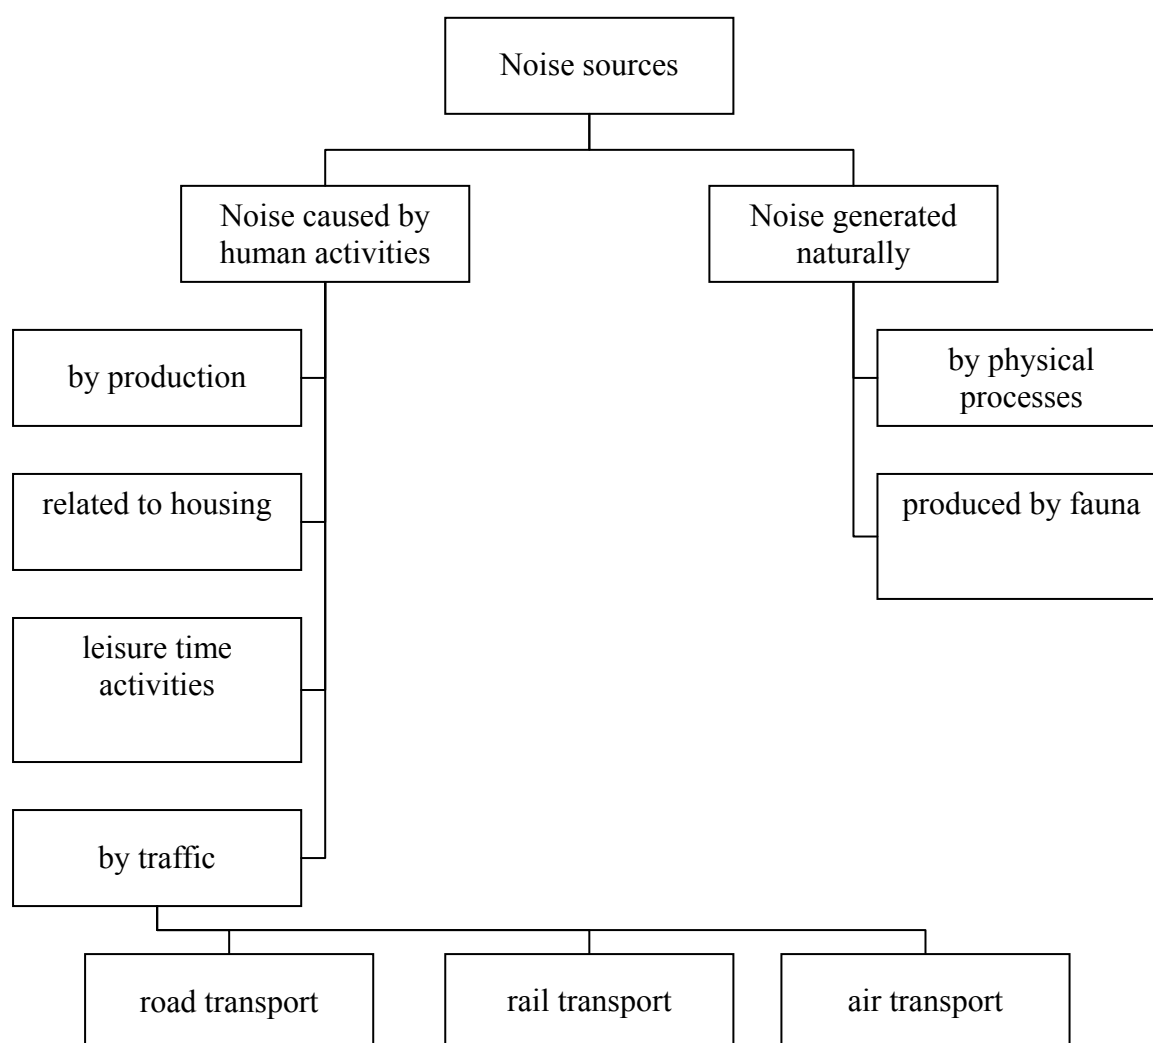 Noise sources
Noise caused by
human activities
Noise generated
naturally
by production
by physical
processes
related to housing
produced by fauna
leisure time
activities
by traffic
road transport
rail transport
air transport